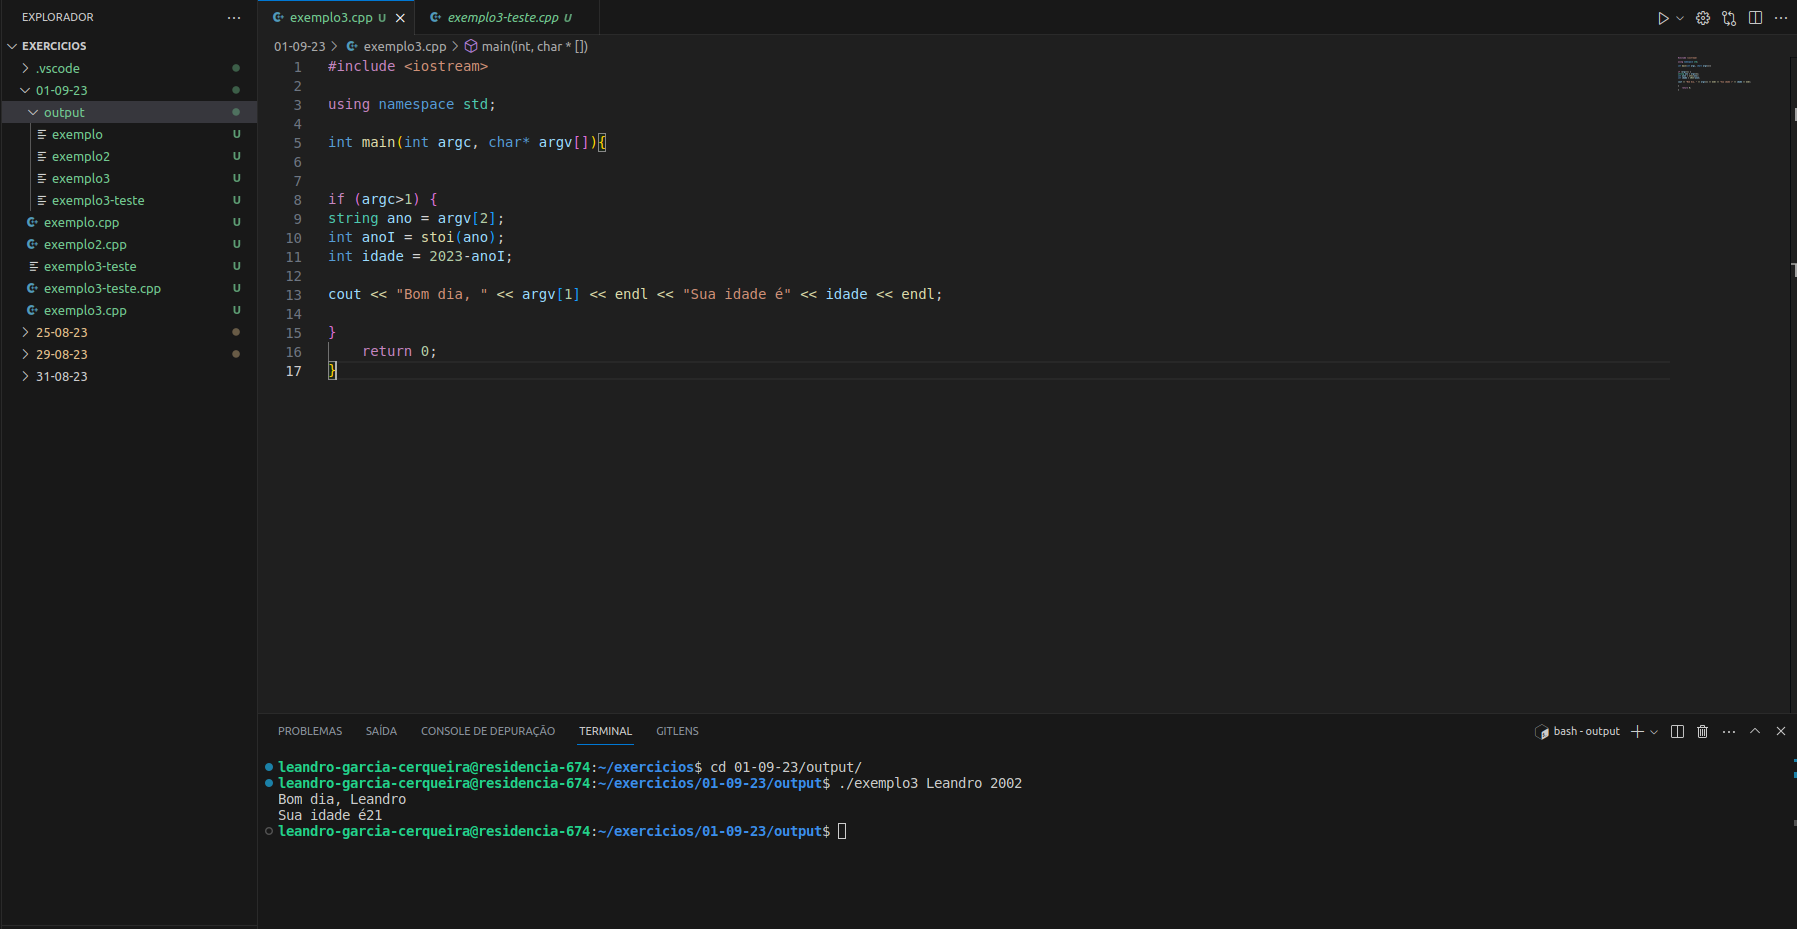 EXPLORADOR
EXERCICIOS
.vscode
01-09-23
output
exemplo U
exemplo2 U
exemplo3 U
exemplo3-teste U
exemplo.cpp U
exemplo2.cpp U
exemplo3-teste U
exemplo3-teste.cpp U
exemplo3.cpp U
25-08-23
29-08-23
31-08-23
exemplo3.cpp U exemplo3-teste.cpp U
01-09-23 > exemplo3.cpp > main(int, char * [])
1 #include <iostream>
2
3 using namespace std;
4
5 int main(int argc, char* argv[]){
6
7
8 if (argc>1) {
9 string ano = argv[2];
10 int anoI = stoi(ano);
11 int idade = 2023-anoI;
12
13 cout << "Bom dia, " << argv[1] << endl << "Sua idade é" << idade << endl;
14
15 }
16 return 0;
17 }
PROBLEMAS SAÍDA CONSOLE DE DEPURAÇÃO TERMINAL GITLENS
bash - output
leandro-garcia-cerqueira@residencia-674:~/exercicios$ cd 01-09-23/output/
leandro-garcia-cerqueira@residencia-674:~/exercicios/01-09-23/output$ ./exemplo3 Leandro 2002
Bom dia, Leandro
Sua idade é21
leandro-garcia-cerqueira@residencia-674:~/exercicios/01-09-23/output$